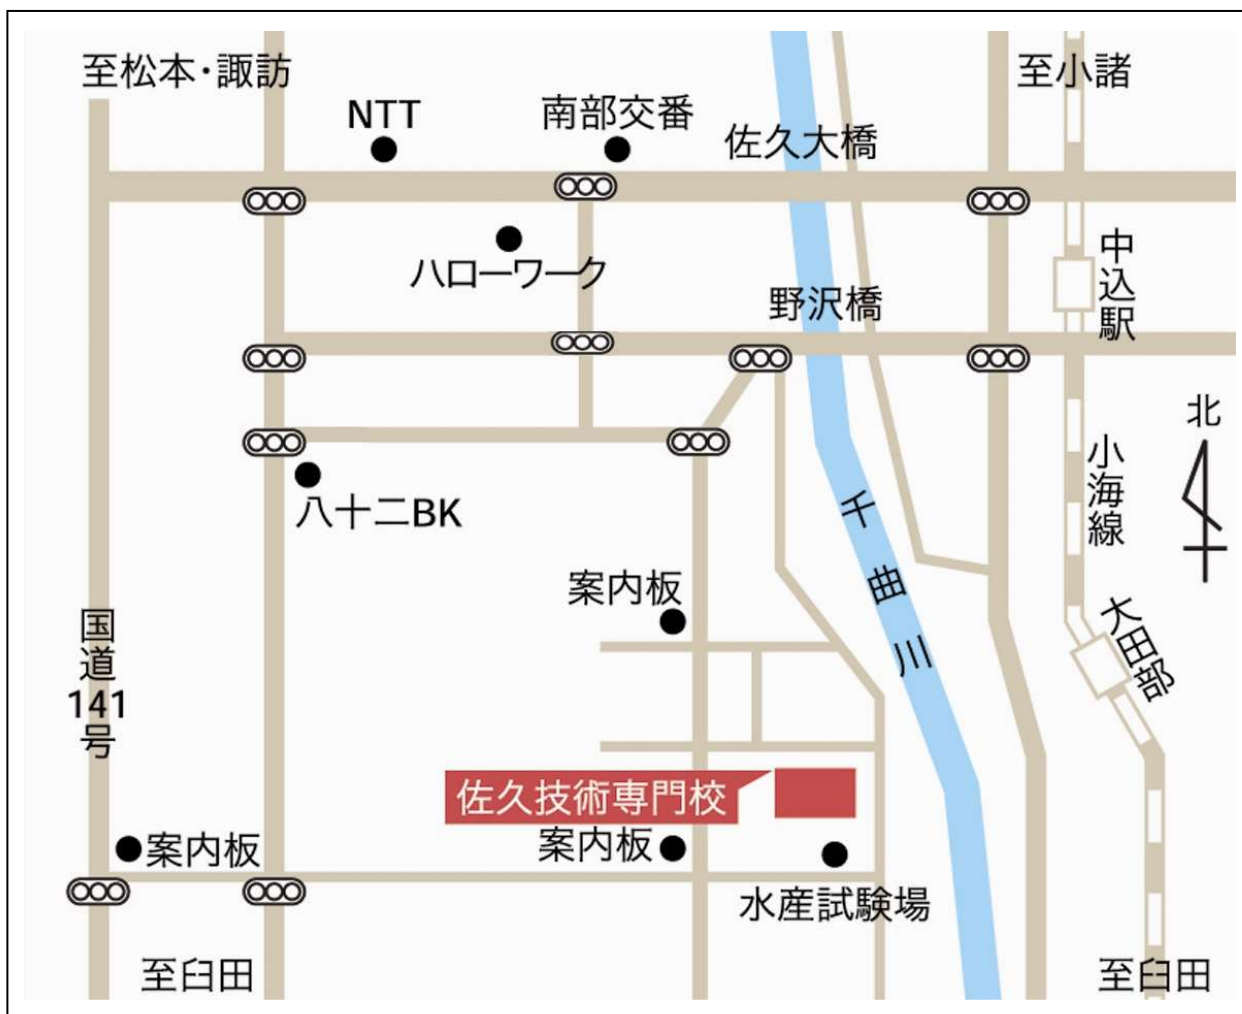 至松本・諏訪
至小諸
NTT
南部交番
佐久大橋
ハローワーク
中込駅
野沢橋
北
小海線
八十二BK
千曲川
案内板
大田部
国道
141
号
佐久技術専門校
案内板
案内板
水産試験場
至臼田
至臼田